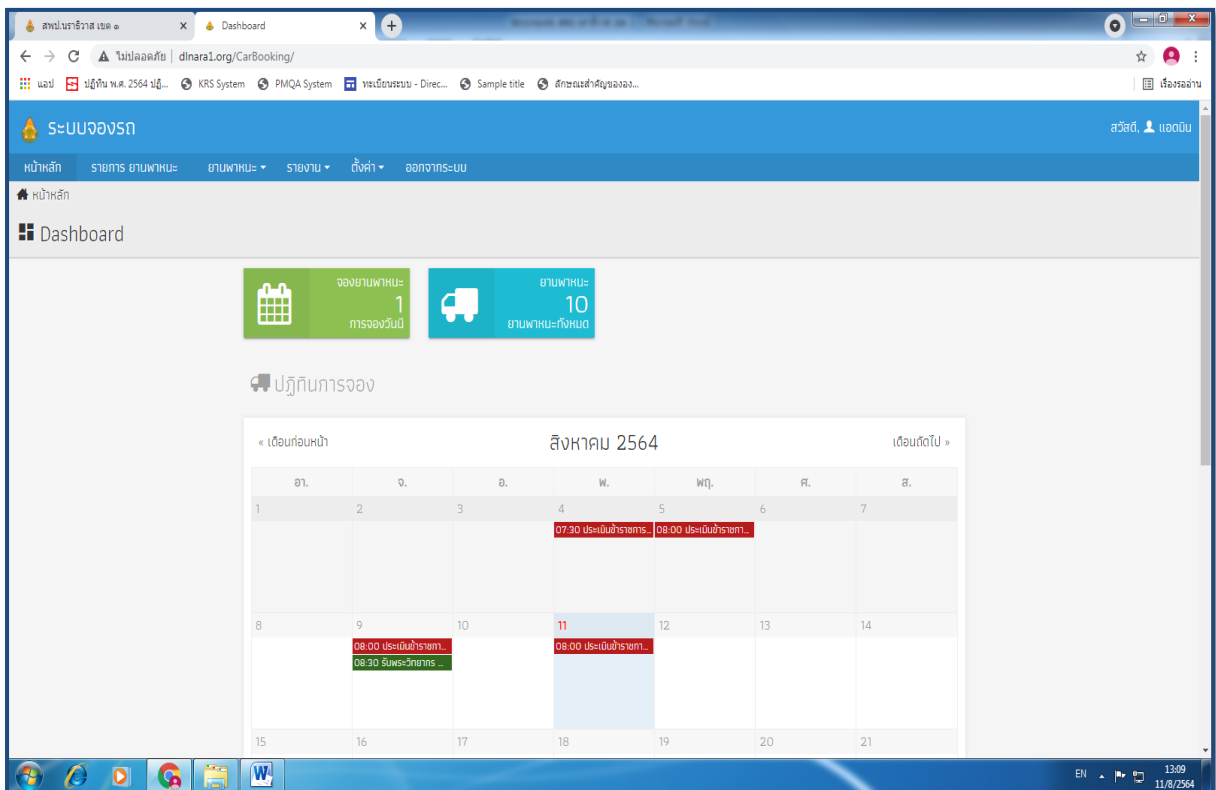 สพป.นราธิวาส เขต ๑
Dashboard
ไม่ปลอดภัย | dlnara1.org/CarBooking/
แอป ปฏิทิน พ.ศ. 2564 ปฏิ... KRS System PMQA System ทะเบียนระบบ - Direc... Sample title ลักษณะสำคัญขององ... เรื่องรออ่าน
ระบบจองรถ
สวัสดี, แอดมิน
หน้าหลัก รายการ ยานพาหนะ ยานพาหนะ รายงาน ตั้งค่า ออกจากระบบ
หน้าหลัก
Dashboard
จองยานพาหนะ
1
การจองวันนี้
ยานพาหนะ
10
ยานพาหนะทั้งหมด
ปฏิทินการจอง
« เดือนก่อนหน้า สิงหาคม 2564 เดือนถัดไป »
อา. จ. อ. พ. พฤ. ศ. ส.
1 2 3 4 5 6 7
07:30 ประเมินข้าราชการ... 08:00 ประเมินข้าราชกา...
8 9 10 11 12 13 14
08:00 ประเมินข้าราชกา... 08:00 ประเมินข้าราชกา...
08:30 รับพระวิทยากร ...
15 16 17 18 19 20 21
EN 13:09
11/8/2564